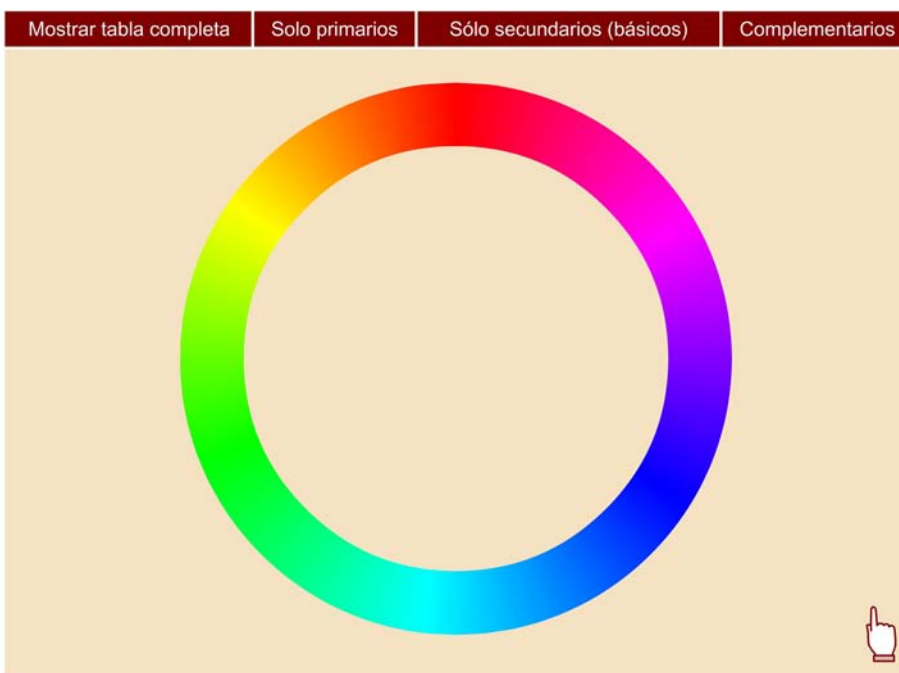 Mostrar tabla completa
Solo primarios
Sólo secundarios (básicos)
Complementarios